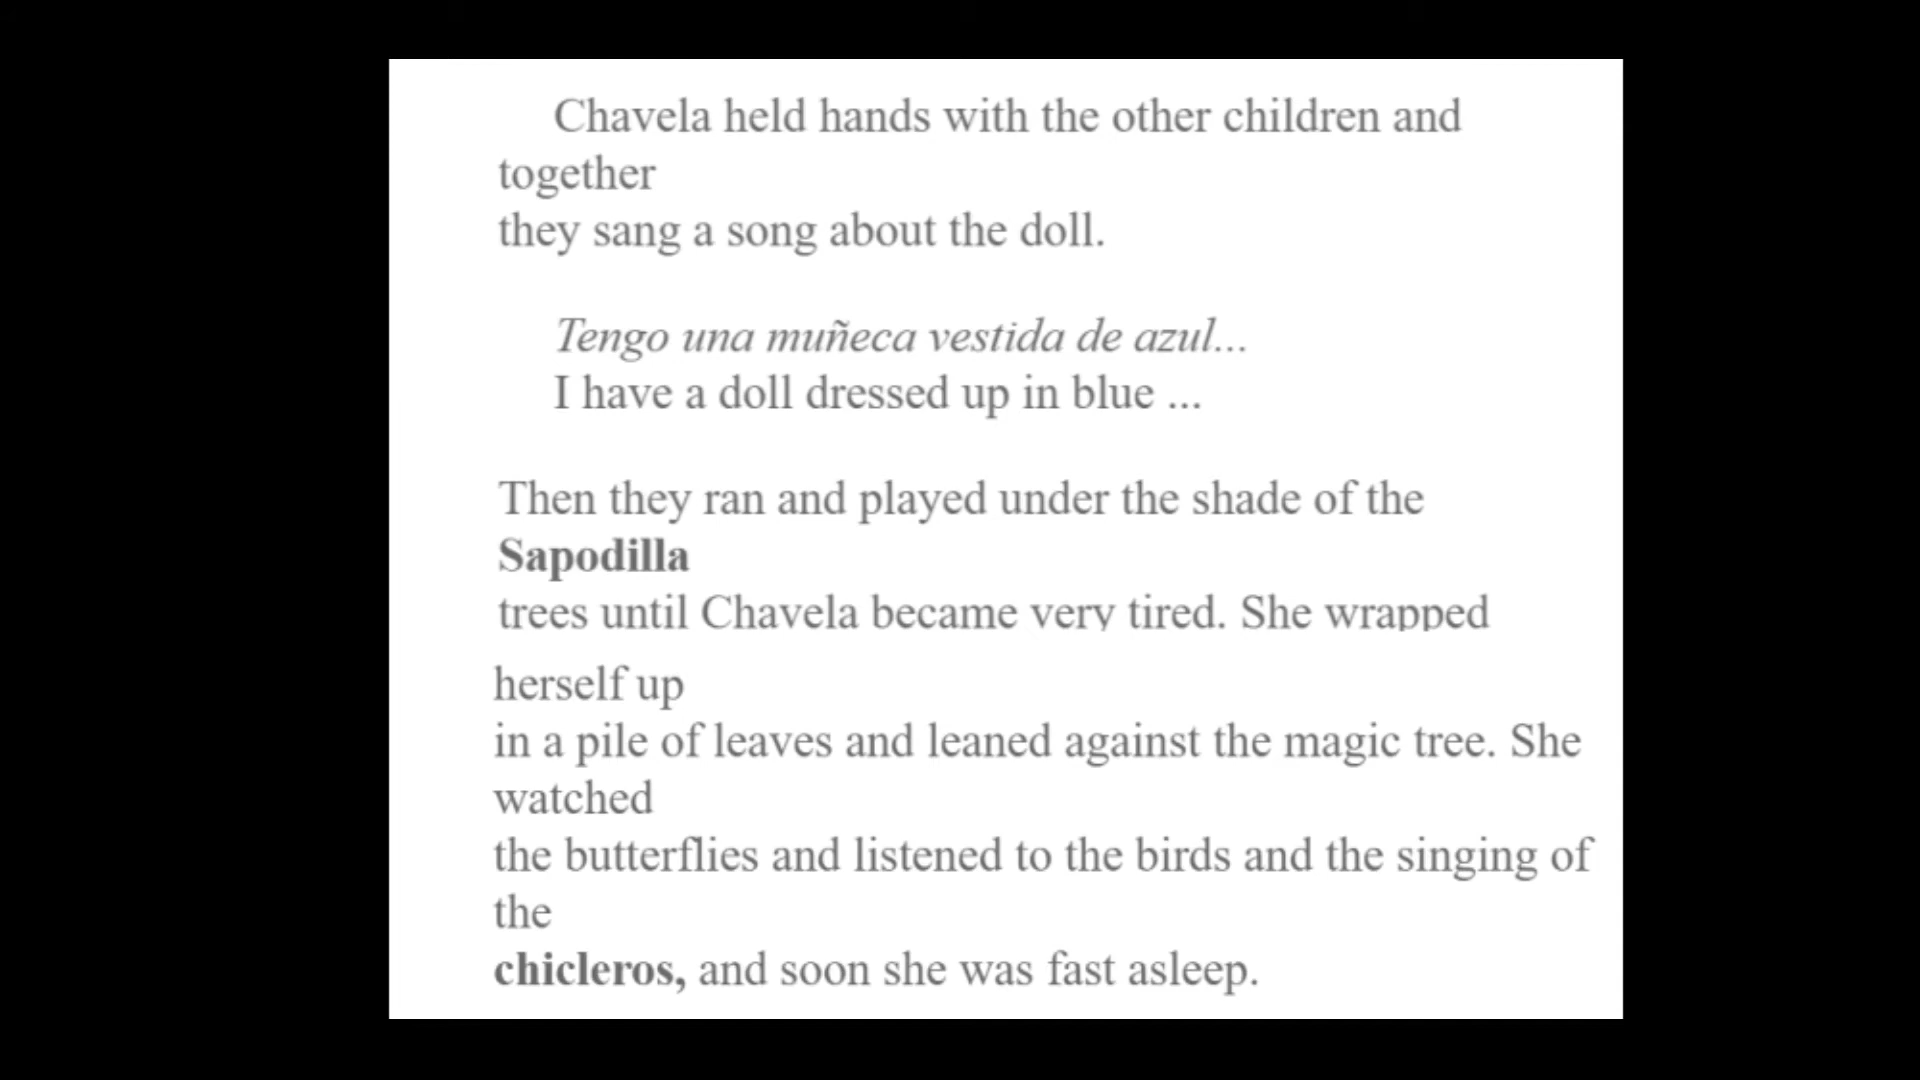 Chavela held hands with the other children and
together
they sang a song about the doll.
Tengo una muñeca vestida de azul...
I have a doll dressed up in blue ...
Then they ran and played under the shade of the
Sapodilla
trees until Chavela became very tired. She wrapped
herself up
in a pile of leaves and leaned against the magic tree. She
watched
the butterflies and listened to the birds and the singing of
the
chicleros, and soon she was fast asleep.